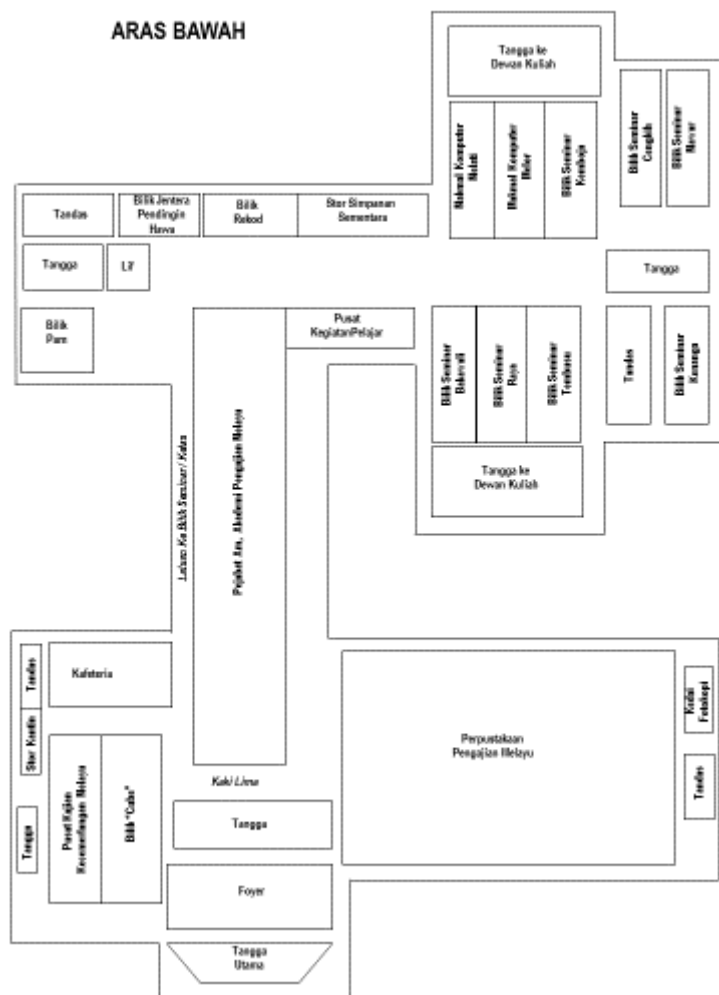 ARAS BAWAH
Tangga ke
Dewan Kuliah
Makmal Komputer
Melati
Makmal Komputer
Melor
Bilik Seminar
Kemboja
Bilik Seminar
Cengkih
Bilik Seminar
Mawar
Tandas
Bilik Jentera
Pendingin
Hawa
Bilik
Rekod
Stor Simpanan
Sementara
Tangga
Lif
Tangga
Bilik
Pam
Pusat
KegiatanPelajar
Bilik Seminar
Bakawali
Bilik Seminar
Raya
Bilik Seminar
Tandas
Bilik Seminar
Kenanga
Tangga ke
Dewan Kuliah
Laluan Ke Bilik Seminar / Kelas
Pejabat Am, Akademi Pengajian Melayu
Tandas
Kafeteria
Stor Kantin
Perpustakaan
Pengajian Melayu
Kedai
Fotokopi
Tandas
Kaki Lima
Tangga
Pusat Kajian
Kecemerlangan Melayu
Bilik "Cuba"
Tangga
Foyer
Tangga
Utama